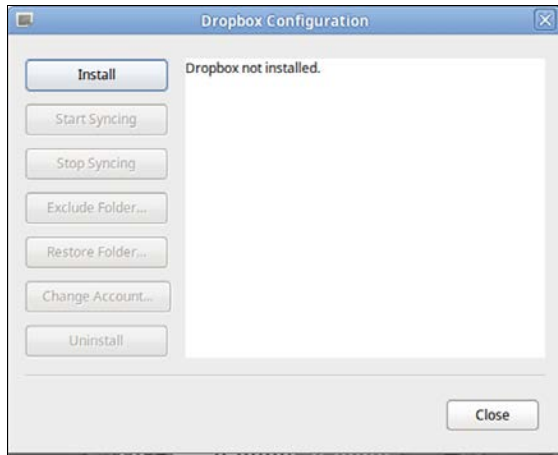 Dropbox Configuration
Install
Dropbox not installed.
Start Syncing
Stop Syncing
Exclude Folder...
Restore Folder...
Change Account...
Uninstall
Close